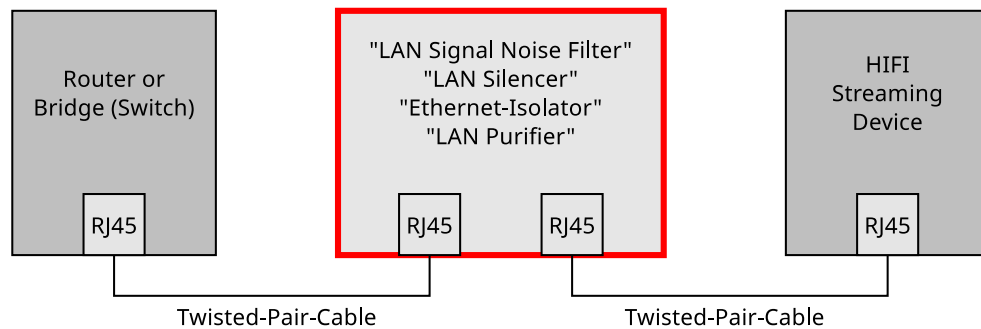 Router or
Bridge (Switch)
"LAN Signal Noise Filter"
"LAN Silencer"
"Ethernet-Isolator"
"LAN Purifier"
HIFI
Streaming
Device
RJ45
RJ45
RJ45
RJ45
Twisted-Pair-Cable
Twisted-Pair-Cable